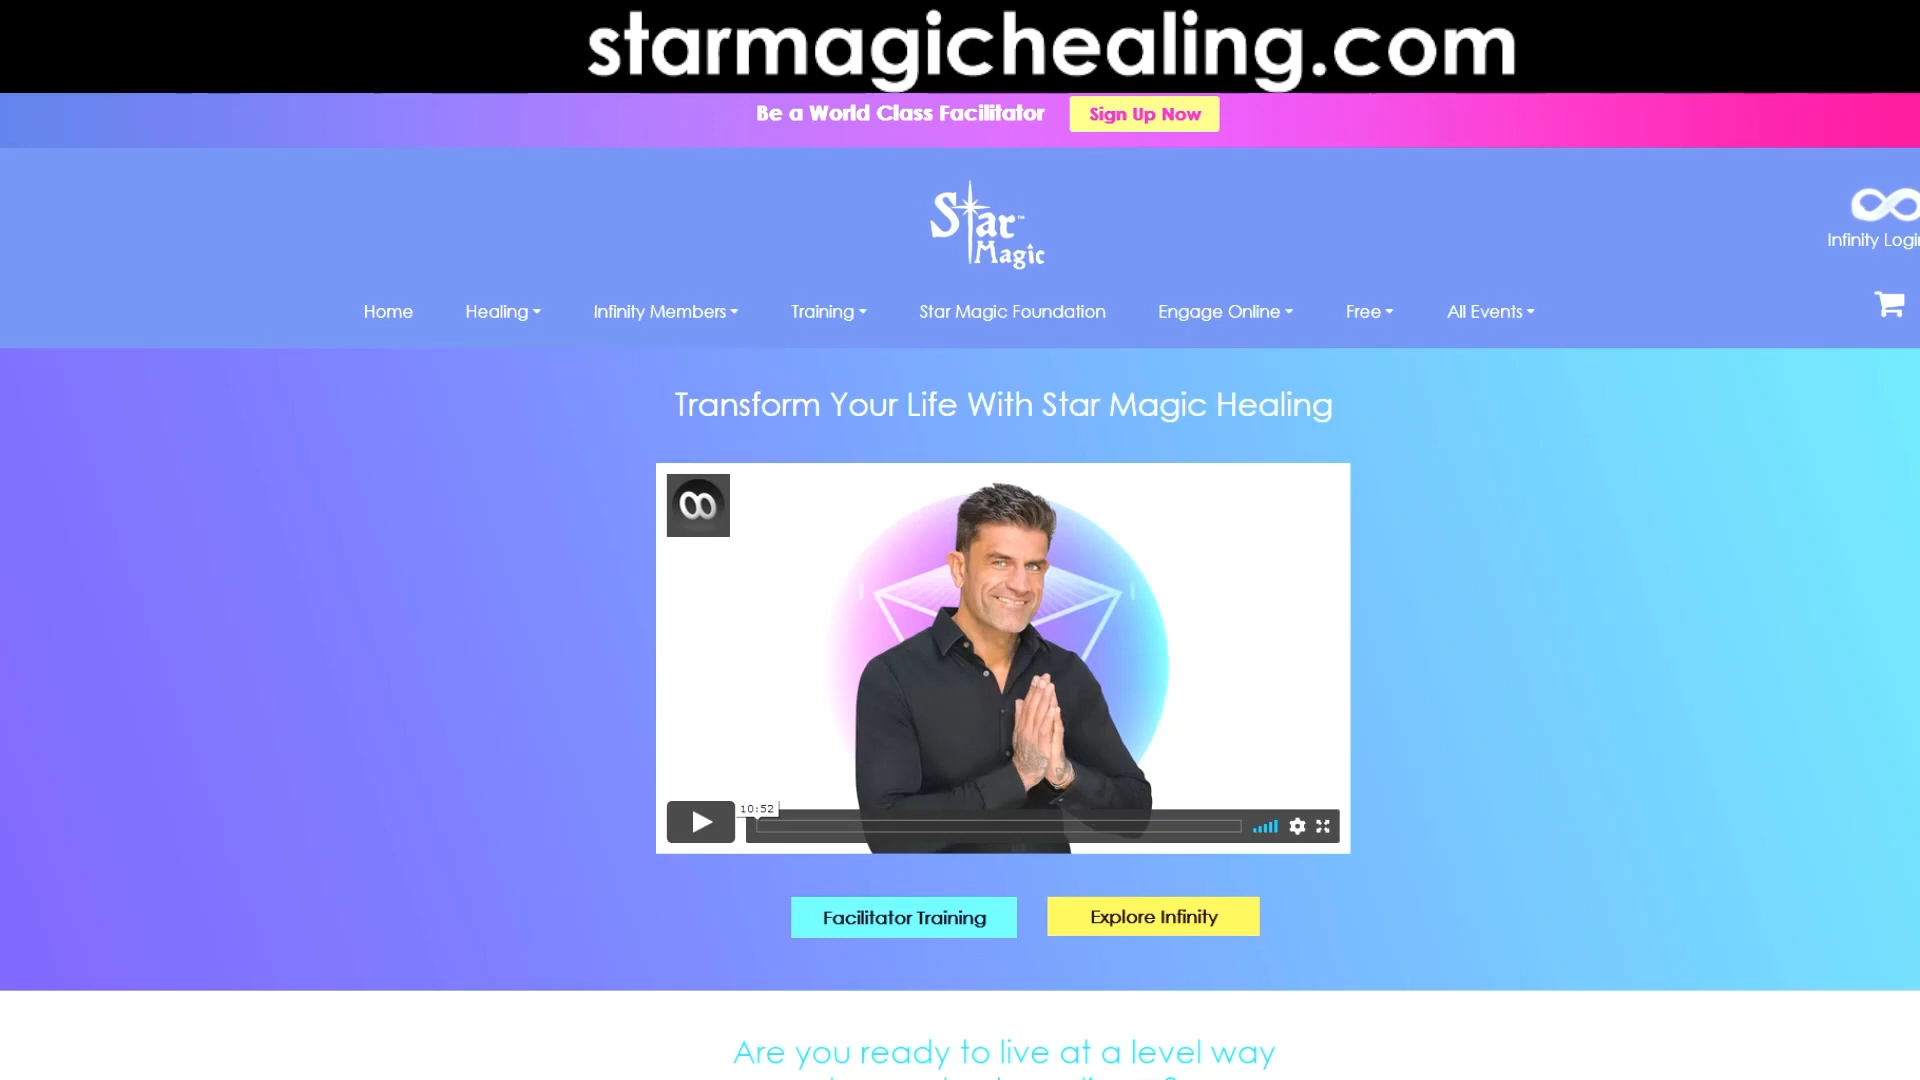 starmagichealing.com
Be a World Class Facilitator
Sign Up Now
Star™
Magic
Infinity Logi
Home
Healing
Infinity Members
Training
Star Magic Foundation
Engage Online
Free
All Events
Transform Your Life With Star Magic Healing
10:52
Facilitator Training
Explore Infinity
Are you ready to live at a level way